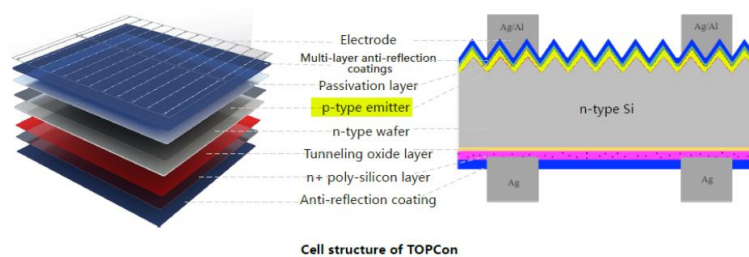 Electrode
Multi-layer anti-reflection
coatings
Passivation layer
p-type emitter
n-type wafer
Tunneling oxide layer
n+ poly-silicon layer
Anti-reflection coating
Ag/Al
Ag/Al
n-type Si
Ag
Ag
Cell structure of TOPCon